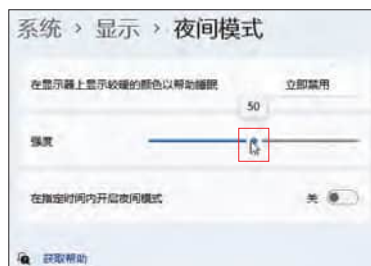 系统 › 显示 › 夜间模式
在显示器上显示较暖的颜色以帮助睡眠 立即禁用
50
强度
在指定时间内开启夜间模式 关
获取帮助